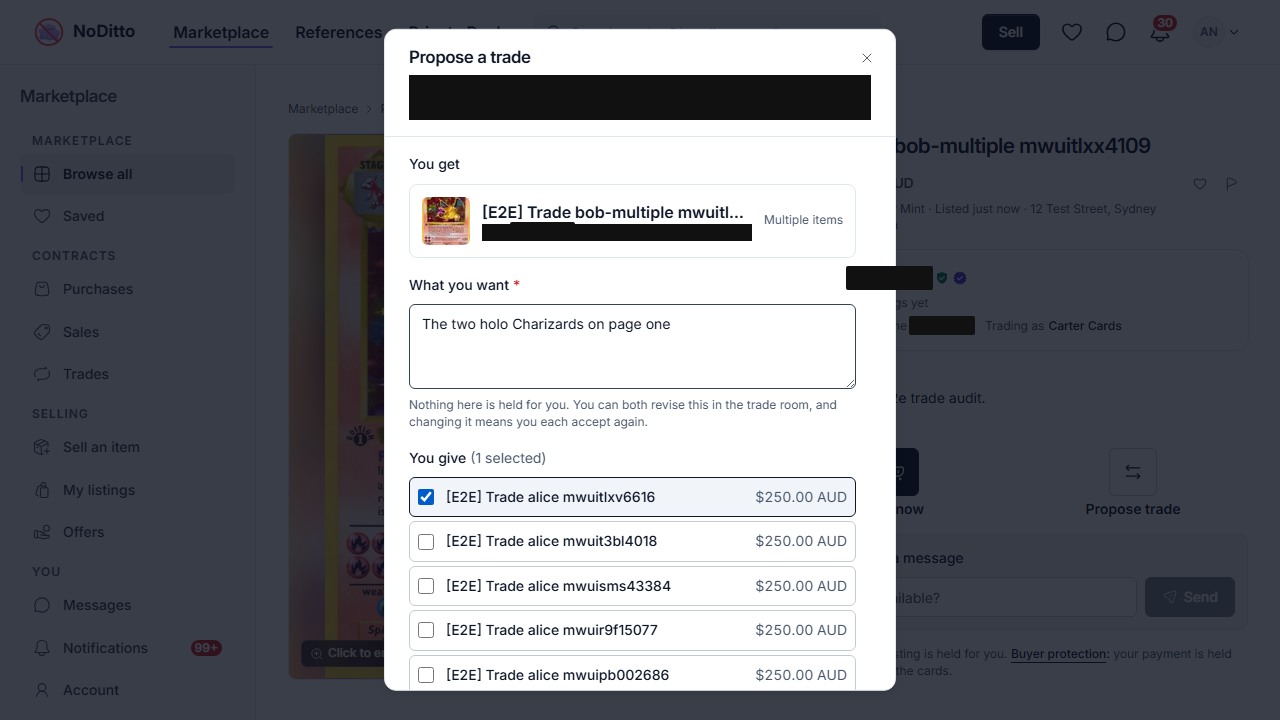 NoDitto
Marketplace
References
Sell
30
AN
Marketplace
MARKETPLACE
Browse all
Saved
CONTRACTS
Purchases
Sales
Trades
SELLING
Sell an item
My listings
Offers
YOU
Messages
Notifications
99+
Account
Marketplace
Propose a trade
You get
[E2E] Trade bob-multiple mwuitl...
Multiple items
What you want *
The two holo Charizards on page one
Nothing here is held for you. You can both revise this in the trade room, and
changing it means you each accept again.
You give (1 selected)
[E2E] Trade alice mwuitlxv6616 $250.00 AUD
[E2E] Trade alice mwuit3bl4018 $250.00 AUD
[E2E] Trade alice mwuisms43384 $250.00 AUD
[E2E] Trade alice mwuir9f15077 $250.00 AUD
[E2E] Trade alice mwuipb002686 $250.00 AUD
bob-multiple mwuitlxx4109
Mint · Listed just now · 12 Test Street, Sydney
yet
Trading as Carter Cards
trade audit.
now
Propose trade
message
Send
is held for you. Buyer protection: your payment is held
the cards.
Click to